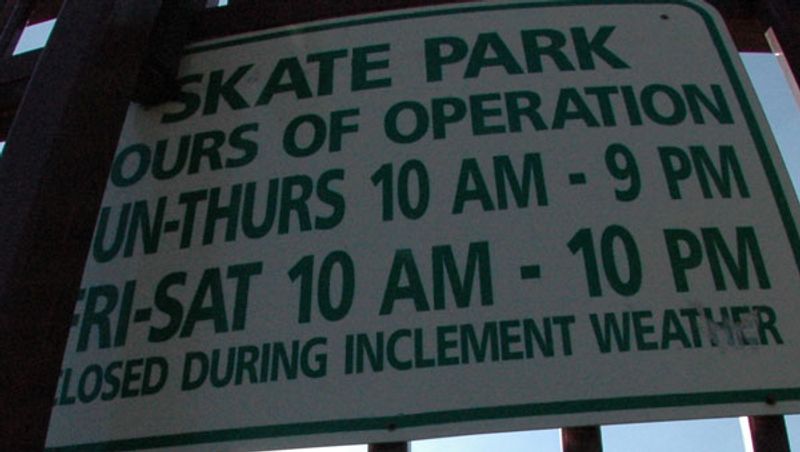 SKATE PARK
OURS OF OPERATION
UN-THURS 10 AM - 9 PM
FRI-SAT 10 AM - 10 PM
CLOSED DURING INCLEMENT WEATHER